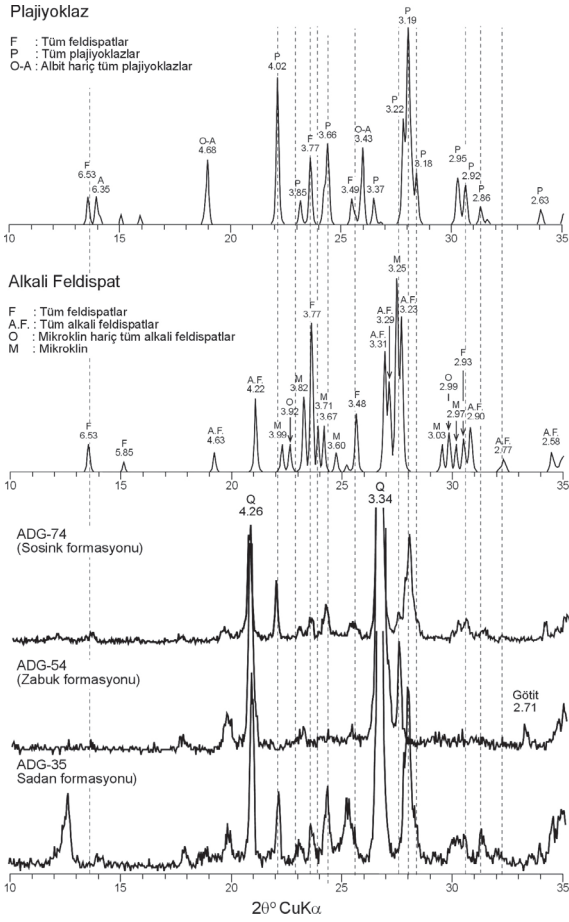 Plajiyoklaz
F : Tüm feldispatlar
P : Tüm plajiyoklazlar
O-A : Albit hariç tüm plajiyoklazlar
F
6.53
A
6.35
O-A
4.68
P
4.02
P
3.85
F
3.77
P
3.66
F
3.49
O-A
3.43
P
3.37
P
3.22
P
3.19
P
3.18
P
2.95
P
2.92
P
2.86
P
2.63
10 15 20 25 30 35
Alkali Feldispat
F : Tüm feldispatlar
A.F. : Tüm alkali feldispatlar
O : Mikroklin hariç tüm alkali feldispatlar
M : Mikroklin
F
6.53
F
5.85
A.F.
4.63
A.F.
4.22
M
3.99
O
3.92
M
3.82
F
3.77
M
3.71
3.67
M
3.60
F
3.48
A.F.
3.31
A.F.
3.29
M
3.25
A.F.
3.23
M
3.03
O
2.99
M
2.97
F
2.93
A.F.
2.90
A.F.
2.77
A.F.
2.58
10 15 20 25 30 35
Q
4.26
Q
3.34
ADG-74
(Sosink formasyonu)
ADG-54
(Zabuk formasyonu)
Götit
2.71
ADG-35
Sadan formasyonu)
10 15 20 25 30 35
2θº CuKα